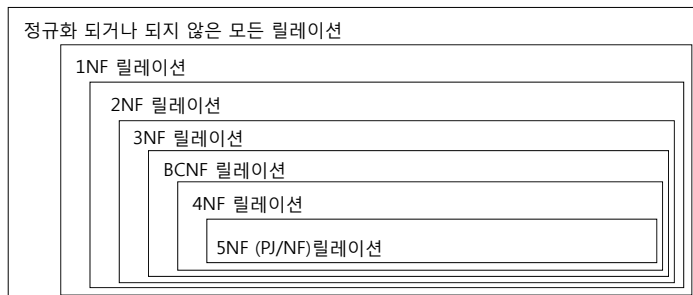 정규화 되거나 되지 않은 모든 릴레이션
1NF 릴레이션
2NF 릴레이션
3NF 릴레이션
BCNF 릴레이션
4NF 릴레이션
5NF (PJ/NF)릴레이션